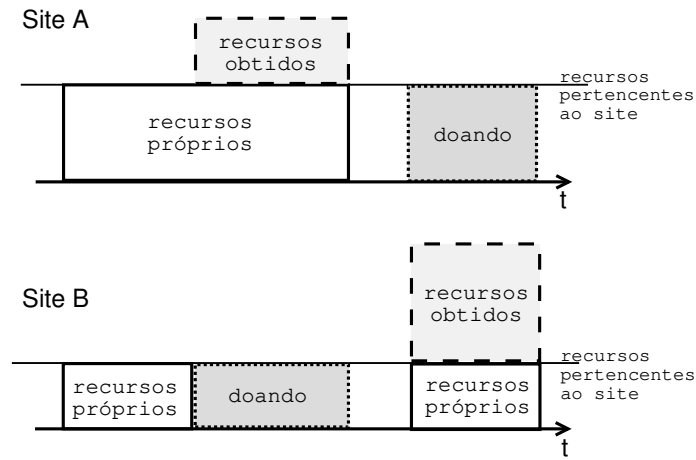 Site A
recursos
obtidos
recursos
próprios
doando
recursos
pertencentes
ao site
t
Site B
recursos
obtidos
recursos
próprios
doando
recursos
próprios
recursos
pertencentes
ao site
t